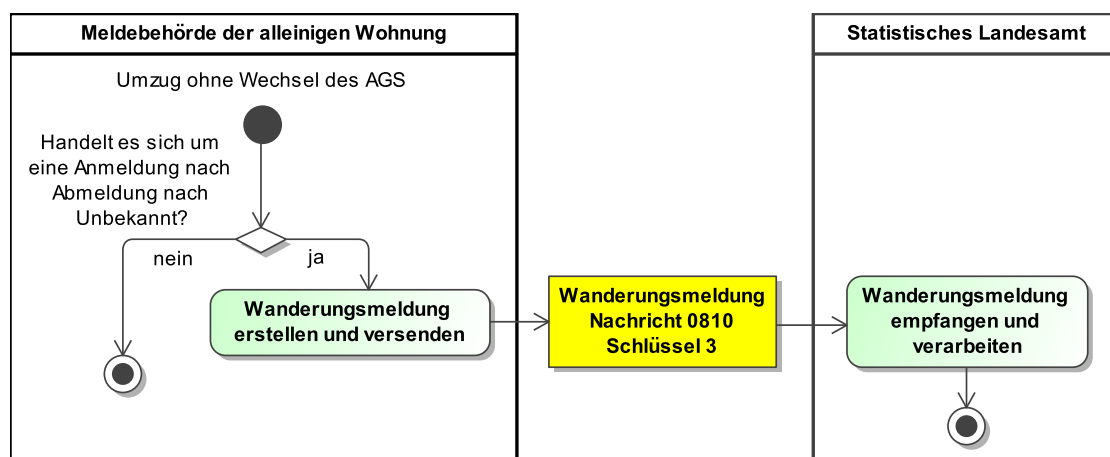 Meldebehörde der alleinigen Wohnung
Umzug ohne Wechsel des AGS
Handelt es sich um
eine Anmeldung nach
Abmeldung nach
Unbekannt?
nein
ja
Wanderungsmeldung
erstellen und versenden
Wanderungsmeldung
Nachricht 0810
Schlüssel 3
Statistisches Landesamt
Wanderungsmeldung
empfangen und
verarbeiten